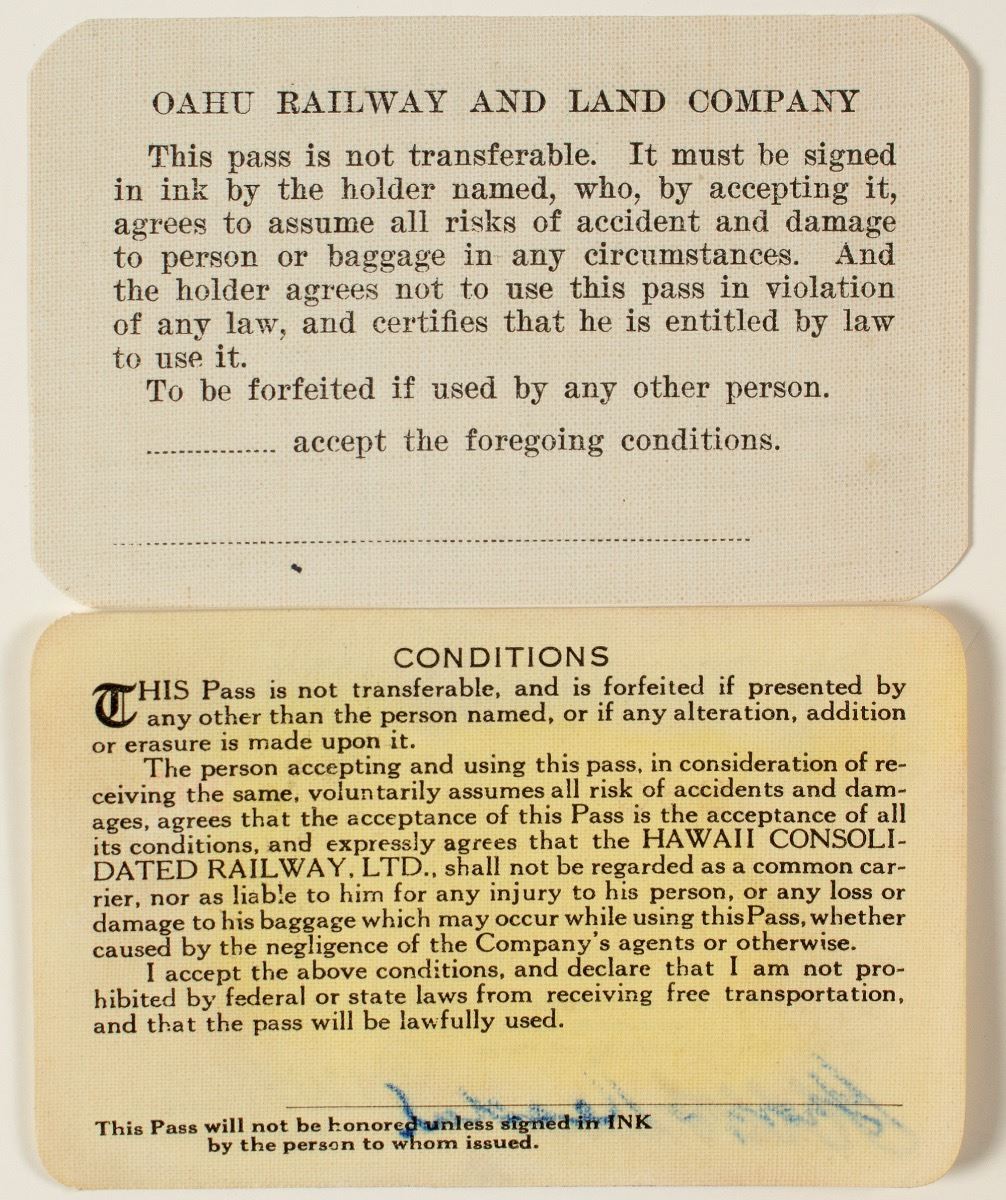 OAHU RAILWAY AND LAND COMPANY
This pass is not transferable. It must be signed
in ink by the holder named, who, by accepting it,
agrees to assume all risks of accident and damage
to person or baggage in any circumstances. And
the holder agrees not to use this pass in violation
of any law, and certifies that he is entitled by law
to use it.
To be forfeited if used by any other person.
................ accept the foregoing conditions.
CONDITIONS
THIS Pass is not transferable, and is forfeited if presented by
any other than the person named, or if any alteration, addition
or erasure is made upon it.
The person accepting and using this pass, in consideration of re-
ceiving the same, voluntarily assumes all risk of accidents and dam-
ages, agrees that the acceptance of this Pass is the acceptance of all
its conditions, and expressly agrees that the HAWAII CONSOLI-
DATED RAILWAY, LTD., shall not be regarded as a common car-
rier, nor as liable to him for any injury to his person, or any loss or
damage to his baggage which may occur while using this Pass, whether
caused by the negligence of the Company's agents or otherwise.
I accept the above conditions, and declare that I am not pro-
hibited by federal or state laws from receiving free transportation,
and that the pass will be lawfully used.
This Pass will not be honored unless signed in INK
by the person to whom issued.